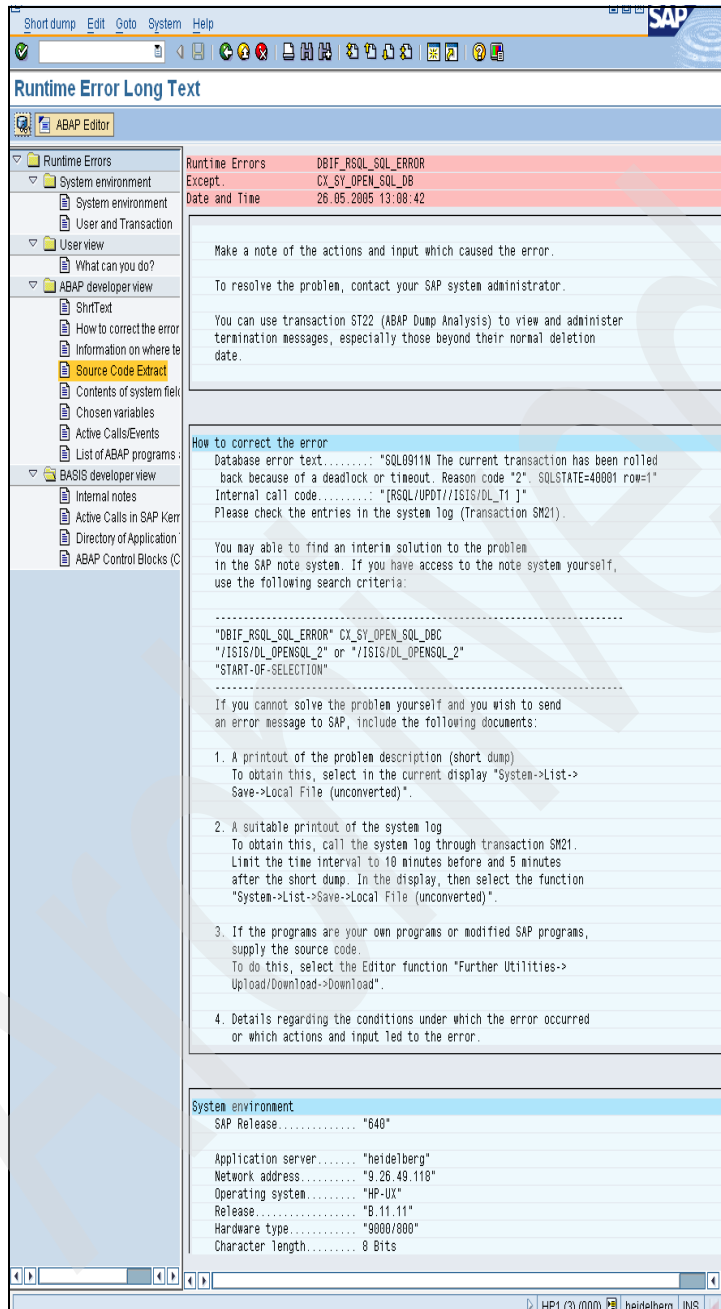 Short dump Edit Goto System Help
SAP
Runtime Error Long Text
ABAP Editor
Runtime Errors
System environment
System environment
User and Transaction
User view
What can you do?
ABAP developer view
ShrtText
How to correct the error
Information on where te
Source Code Extract
Contents of system field
Chosen variables
Active Calls/Events
List of ABAP programs
BASIS developer view
Internal notes
Active Calls in SAP Kern
Directory of Application
ABAP Control Blocks (C
Runtime Errors DBIF_RSQL_SQL_ERROR
Except. CX_SY_OPEN_SQL_DB
Date and Time 26.05.2005 13:08:42
Make a note of the actions and input which caused the error.
To resolve the problem, contact your SAP system administrator.
You can use transaction ST22 (ABAP Dump Analysis) to view and administer
termination messages, especially those beyond their normal deletion
date.
How to correct the error
Database error text........: "SQL0911N The current transaction has been rolled
back because of a deadlock or timeout. Reason code "2". SQLSTATE=40001 row=1"
Internal call code.........: "[RSQL/UPDT//ISIS/DL_T1 ]"
Please check the entries in the system log (Transaction SM21).
You may able to find an interim solution to the problem
in the SAP note system. If you have access to the note system yourself,
use the following search criteria:
---------------------------------------------------------------
"DBIF_RSQL_SQL_ERROR" CX_SY_OPEN_SQL_DBC
"/ISIS/DL_OPENSQL_2" or "/ISIS/DL_OPENSQL_2"
"START-OF-SELECTION"
---------------------------------------------------------------
If you cannot solve the problem yourself and you wish to send
an error message to SAP, include the following documents:
1. A printout of the problem description (short dump)
To obtain this, select in the current display "System->List->
Save->Local File (unconverted)".
2. A suitable printout of the system log
To obtain this, call the system log through transaction SM21.
Limit the time interval to 10 minutes before and 5 minutes
after the short dump. In the display, then select the function
"System->List->Save->Local File (unconverted)".
3. If the programs are your own programs or modified SAP programs,
supply the source code.
To do this, select the Editor function "Further Utilities->
Upload/Download->Download".
4. Details regarding the conditions under which the error occurred
or which actions and input led to the error.
System environment
SAP Release.............. "640"
Application server....... "heidelberg"
Network address.......... "9.26.49.118"
Operating system......... "HP-UX"
Release.................. "B.11.11"
Hardware type............ "9000/800"
Character length......... 8 Bits
HP1 (3) (000) heidelberg INS